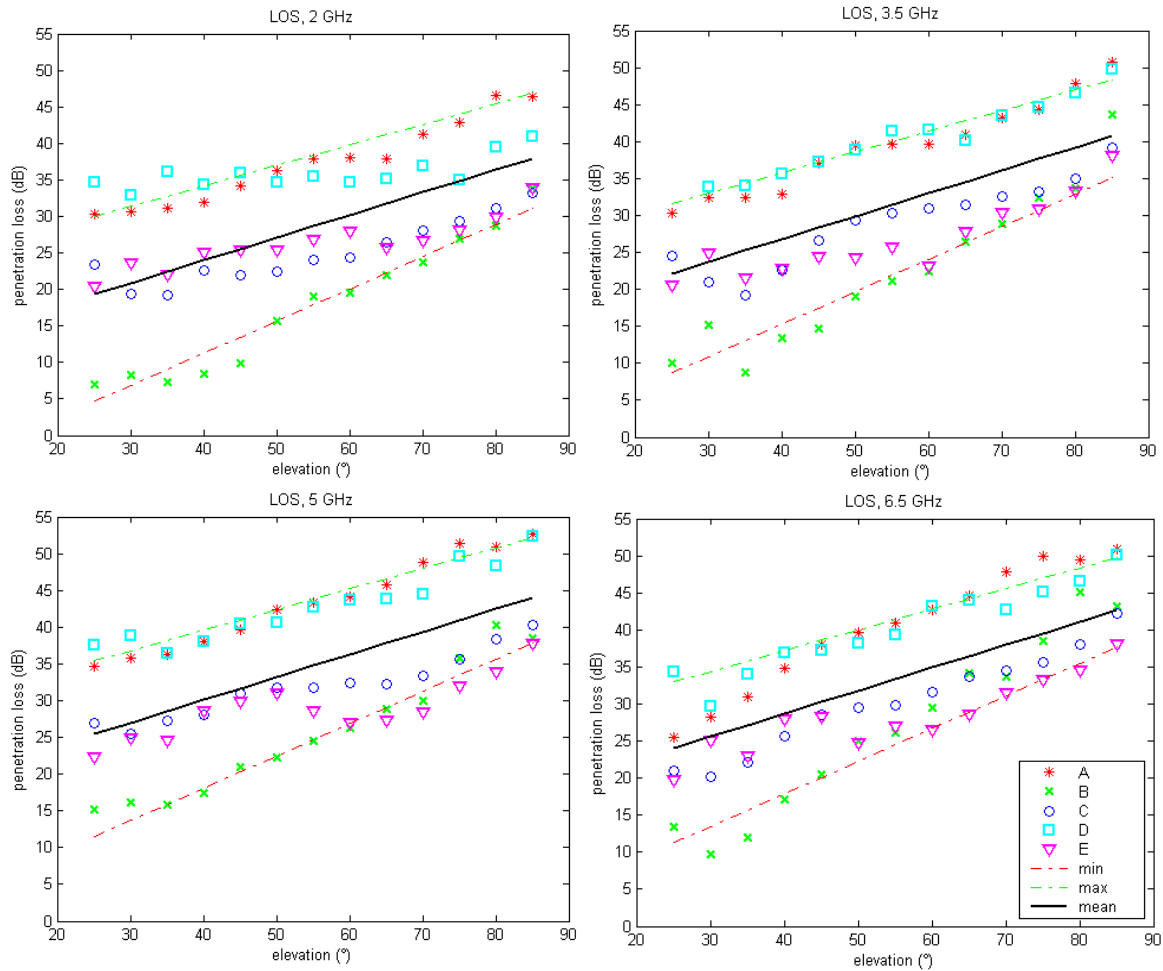 LOS, 2 GHz
55
50
45
40
35
30
25
20
15
10
5
0
penetration loss (dB)
20 30 40 50 60 70 80 90
elevation (°)
LOS, 3.5 GHz
55
50
45
40
35
30
25
20
15
10
5
0
penetration loss (dB)
20 30 40 50 60 70 80 90
elevation (°)
LOS, 5 GHz
55
50
45
40
35
30
25
20
15
10
5
0
penetration loss (dB)
20 30 40 50 60 70 80 90
elevation (°)
LOS, 6.5 GHz
55
50
45
40
35
30
25
20
15
10
5
0
penetration loss (dB)
20 30 40 50 60 70 80 90
elevation (°)
A
B
C
D
E
min
max
mean